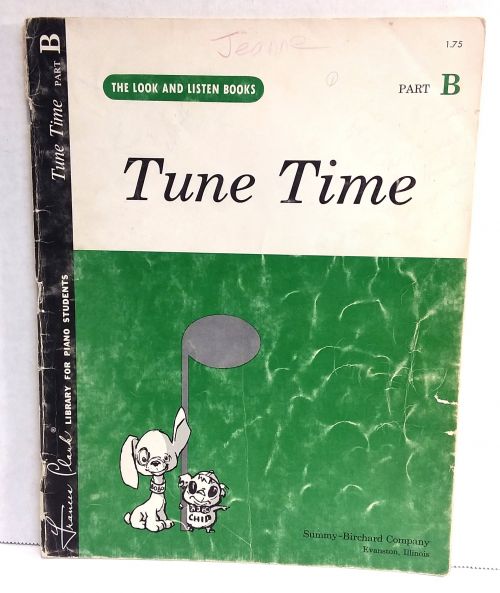 Jeanne
1.75
THE LOOK AND LISTEN BOOKS
PART B
Tune Time
Tune Time PART B
Frances Clark® LIBRARY FOR PIANO STUDENTS
BOBO
CHIP
Summy-Birchard Company
Evanston, Illinois